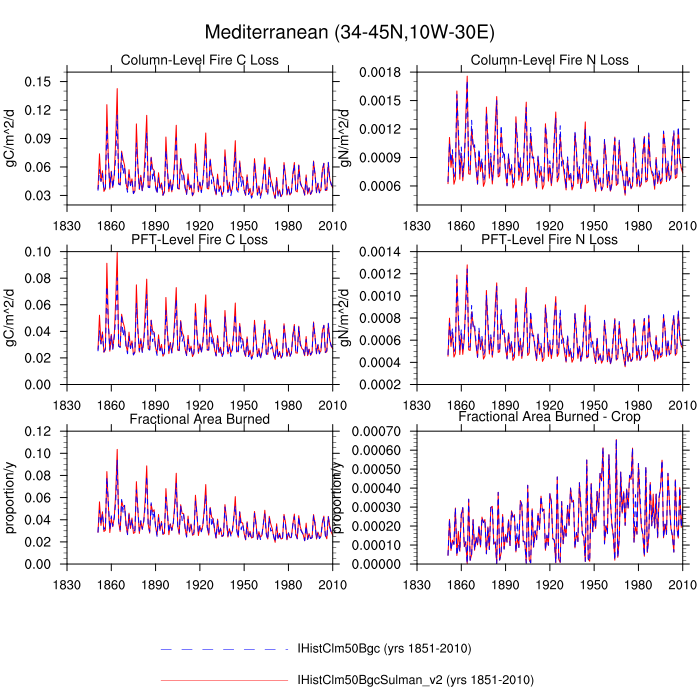 Mediterranean (34-45N,10W-30E)
Column-Level Fire C Loss
Column-Level Fire N Loss
gC/m^2/d
0.15
0.12
0.09
0.06
0.03
1830 1860 1890 1920 1950 1980 2010
gN/m^2/d
0.0018
0.0015
0.0012
0.0009
0.0006
1830 1860 1890 1920 1950 1980 2010
PFT-Level Fire C Loss
PFT-Level Fire N Loss
gC/m^2/d
0.10
0.08
0.06
0.04
0.02
0.00
1830 1860 1890 1920 1950 1980 2010
gN/m^2/d
0.0014
0.0012
0.0010
0.0008
0.0006
0.0004
0.0002
1830 1860 1890 1920 1950 1980 2010
Fractional Area Burned
Fractional Area Burned - Crop
proportion/y
0.12
0.10
0.08
0.06
0.04
0.02
0.00
1830 1860 1890 1920 1950 1980 2010
proportion/y
0.00070
0.00060
0.00050
0.00040
0.00030
0.00020
0.00010
0.00000
1830 1860 1890 1920 1950 1980 2010
IHistClm50Bgc (yrs 1851-2010)
IHistClm50BgcSulman_v2 (yrs 1851-2010)